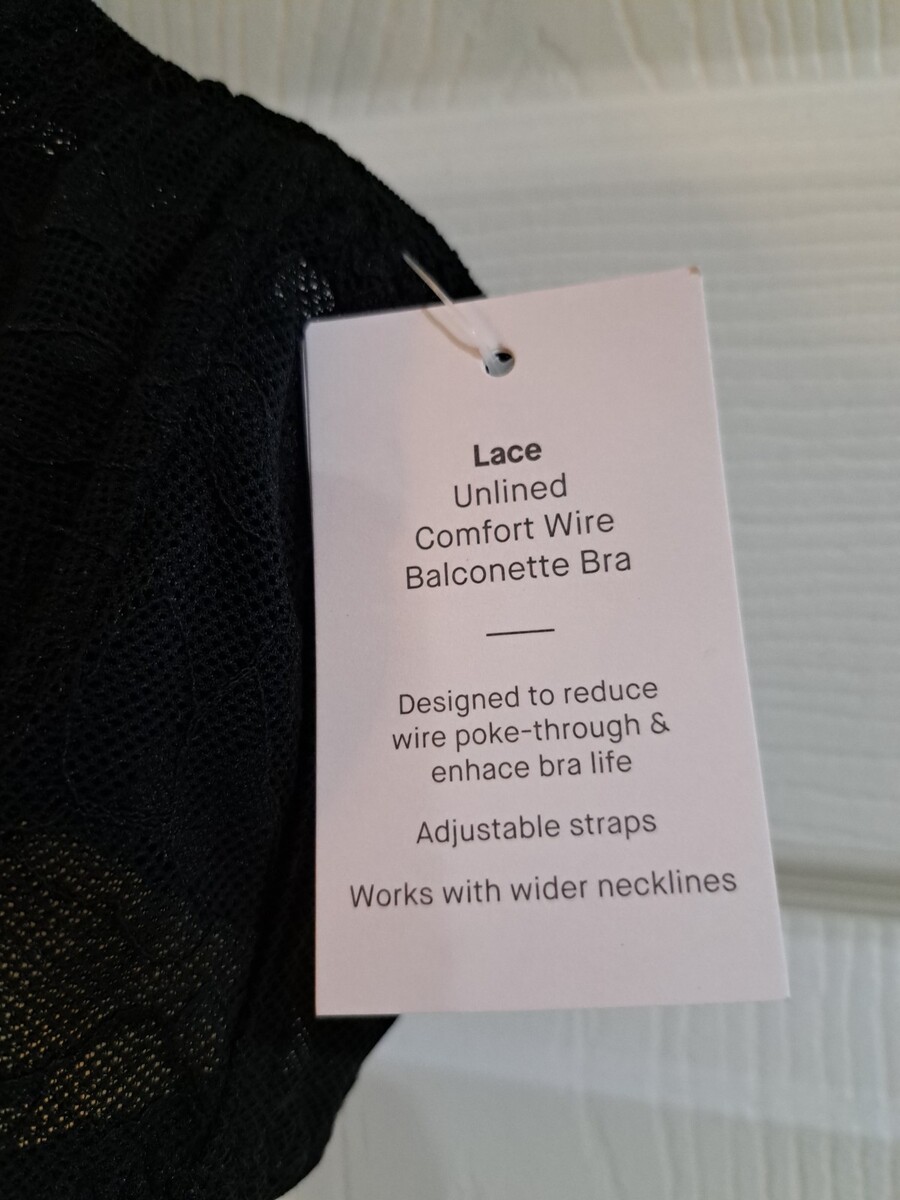 Lace
Unlined
Comfort Wire
Balconette Bra
Designed to reduce
wire poke-through &
enhace bra life
Adjustable straps
Works with wider necklines